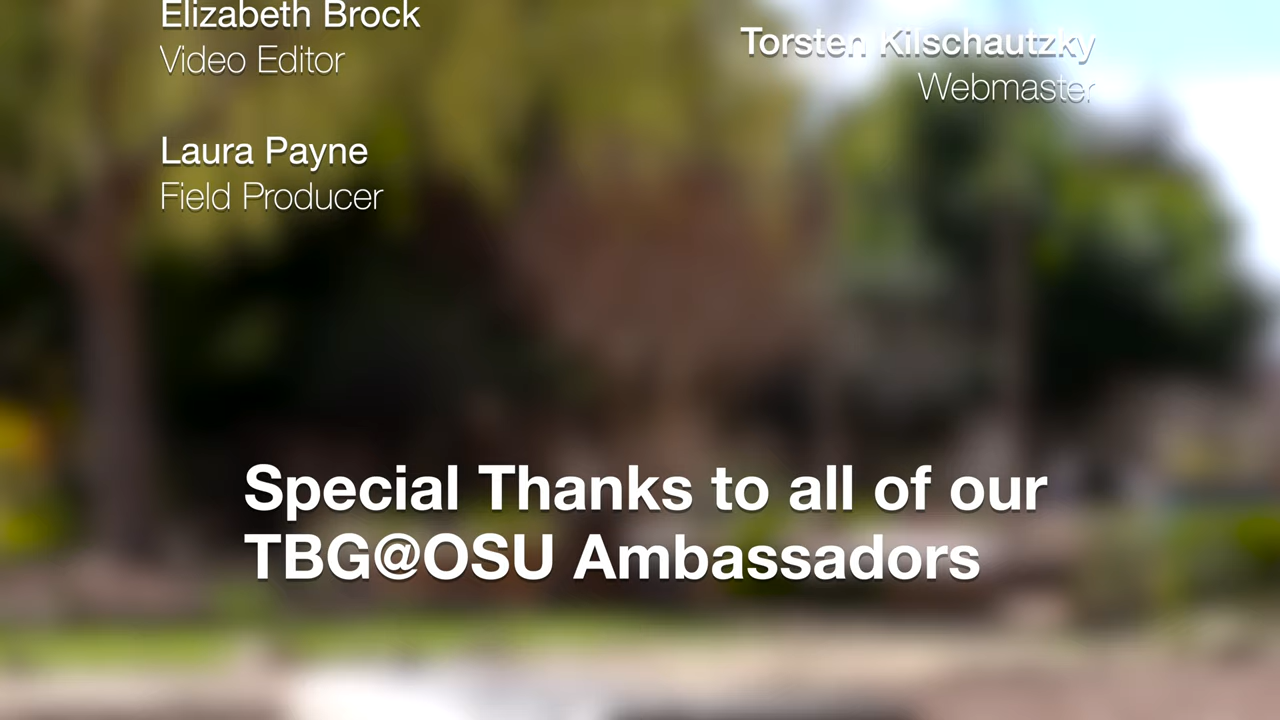 Elizabeth Brock
Video Editor
Torsten Kilschautzky
Webmaster
Laura Payne
Field Producer
Special Thanks to all of our
TBG@OSU Ambassadors